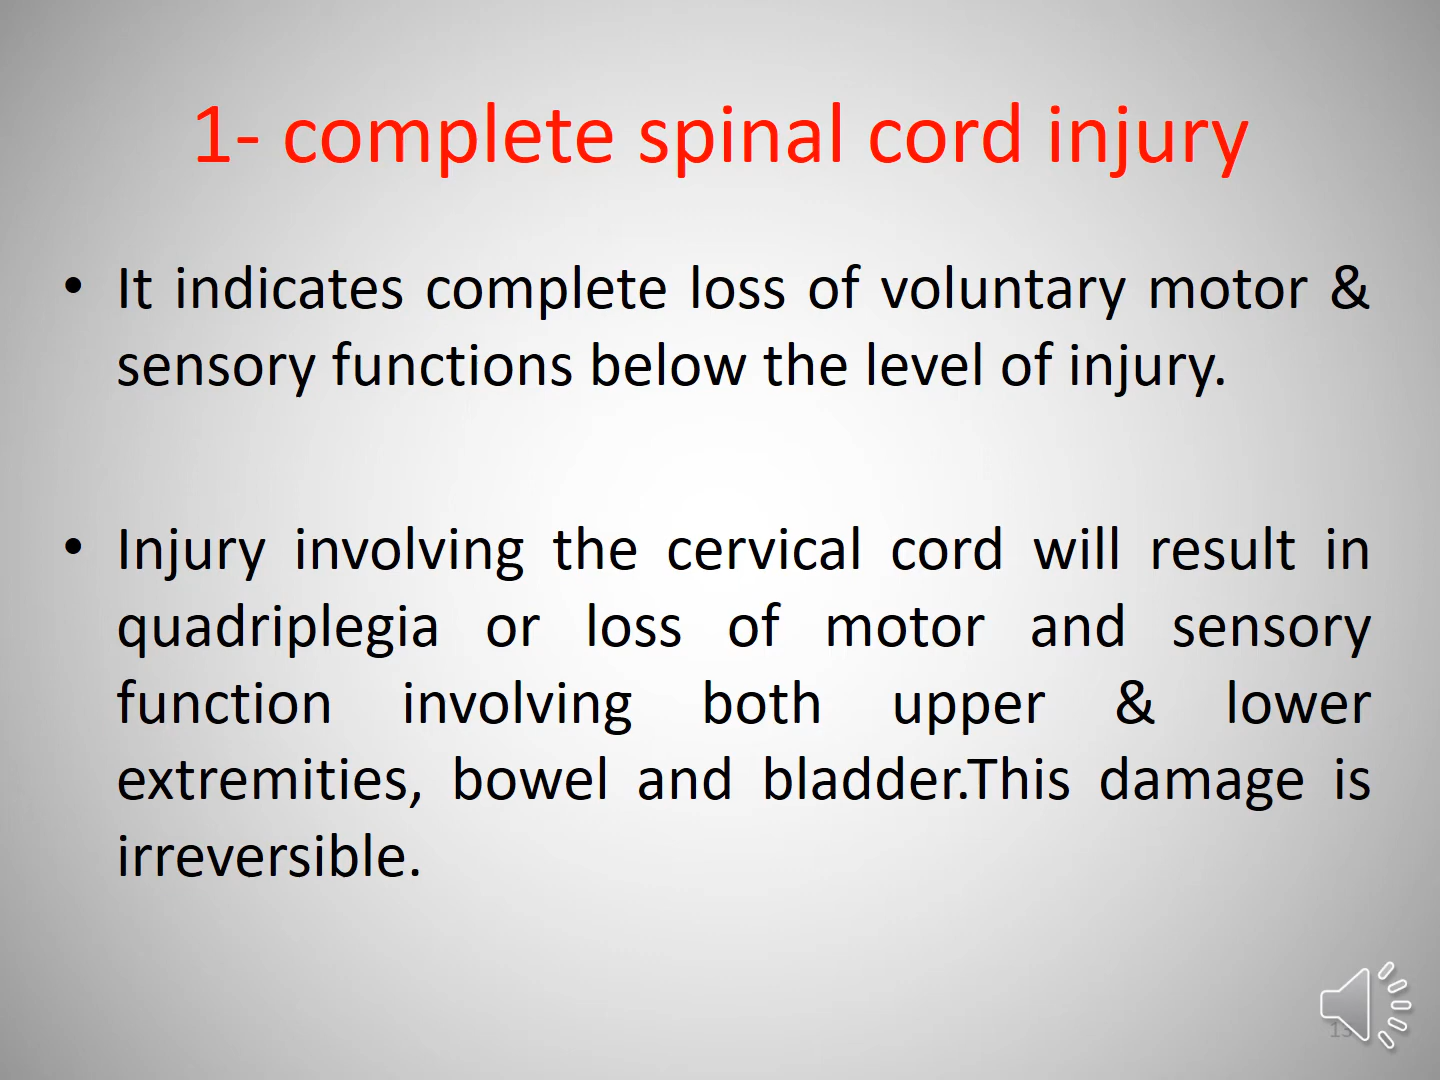 1- complete spinal cord injury
• It indicates complete loss of voluntary motor &
sensory functions below the level of injury.
• Injury involving the cervical cord will result in
quadriplegia or loss of motor and sensory
function involving both upper & lower
extremities, bowel and bladder.This damage is
irreversible.